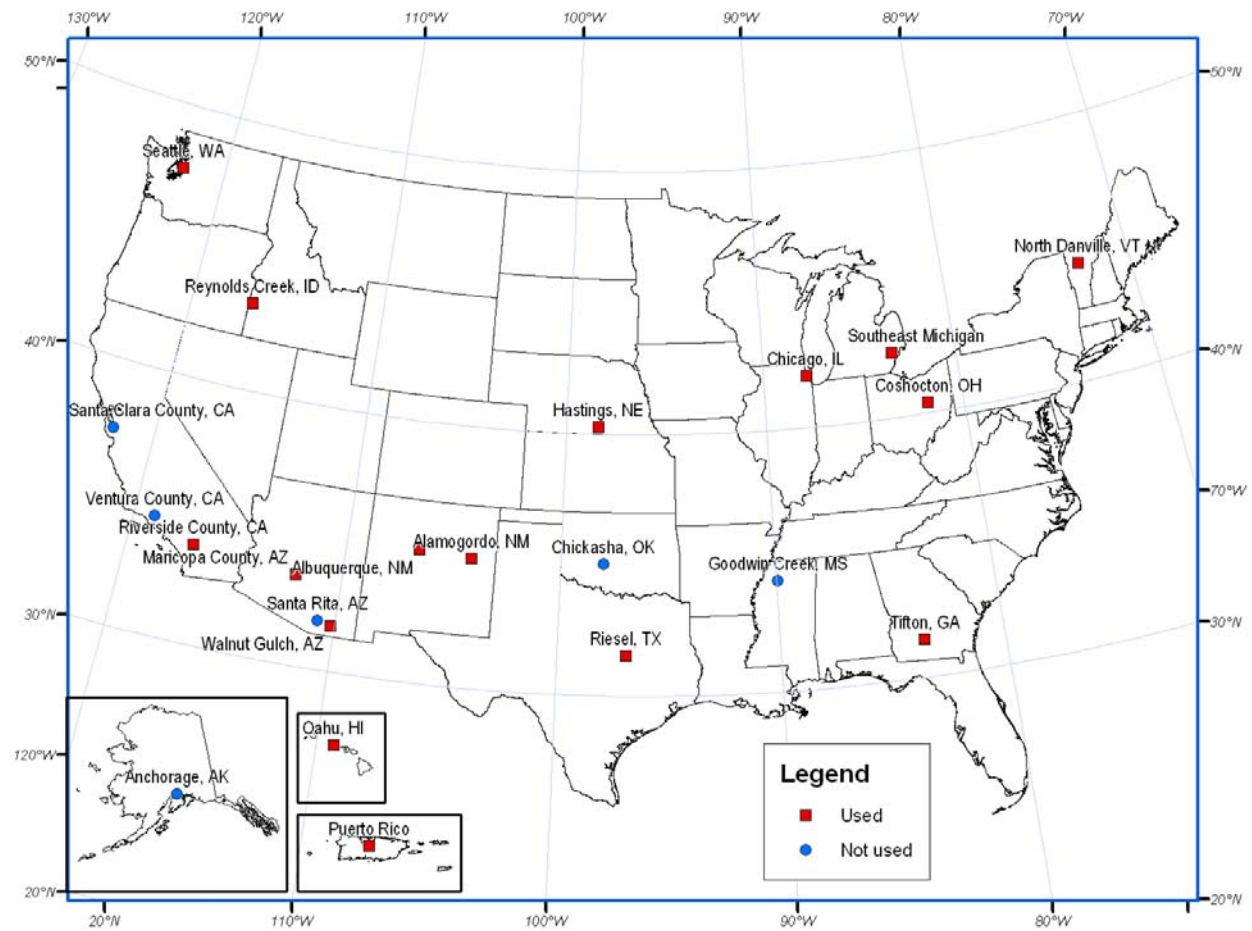 130°W 120°W 110°W 100°W 90°W 80°W 70°W
50°N
50°N
Seattle, WA
North Danville, VT
Reynolds Creek, ID
Southeast Michigan
40°N
40°N
Chicago, IL
Coshocton, OH
Santa Clara County, CA
Hastings, NE
Ventura County, CA
70°W
Riverside County, CA
Alamogordo, NM
Chickasha, OK
Maricopa County, AZ
Albuquerque, NM
Goodwin Creek, MS
Santa Rita, AZ
30°N
30°N
Tifton, GA
Walnut Gulch, AZ
Riesel, TX
Oahu, HI
120°W
Anchorage, AK
Legend
Used
Puerto Rico
Not used
20°N
20°N
20°N 110°W 100°W 90°W 80°W